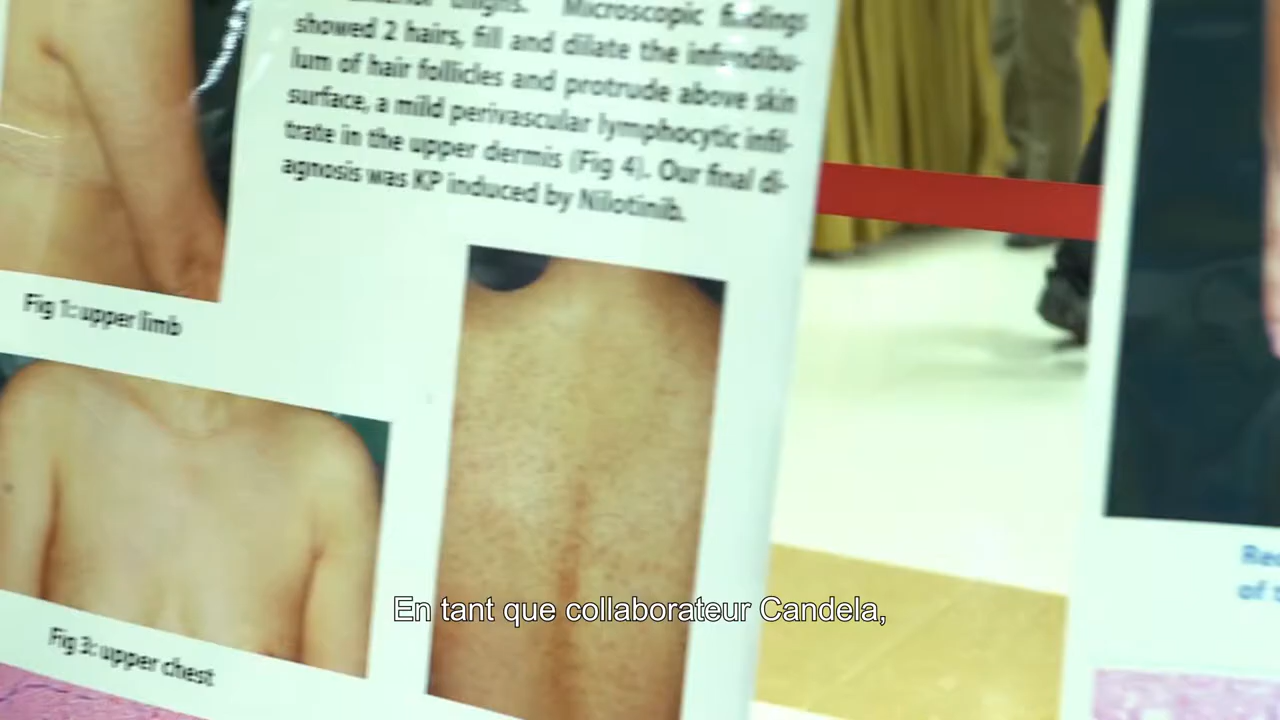 thighs. Microscopic findings
showed 2 hairs, fill and dilate the infundibu-
lum of hair follicles and protrude above skin
surface, a mild perivascular lymphocytic infil-
trate in the upper dermis (Fig 4). Our final di-
agnosis was KP induced by Nilotinib.
Fig 1: upper limb
Fig 3: upper chest
En tant que collaborateur Candela,
of